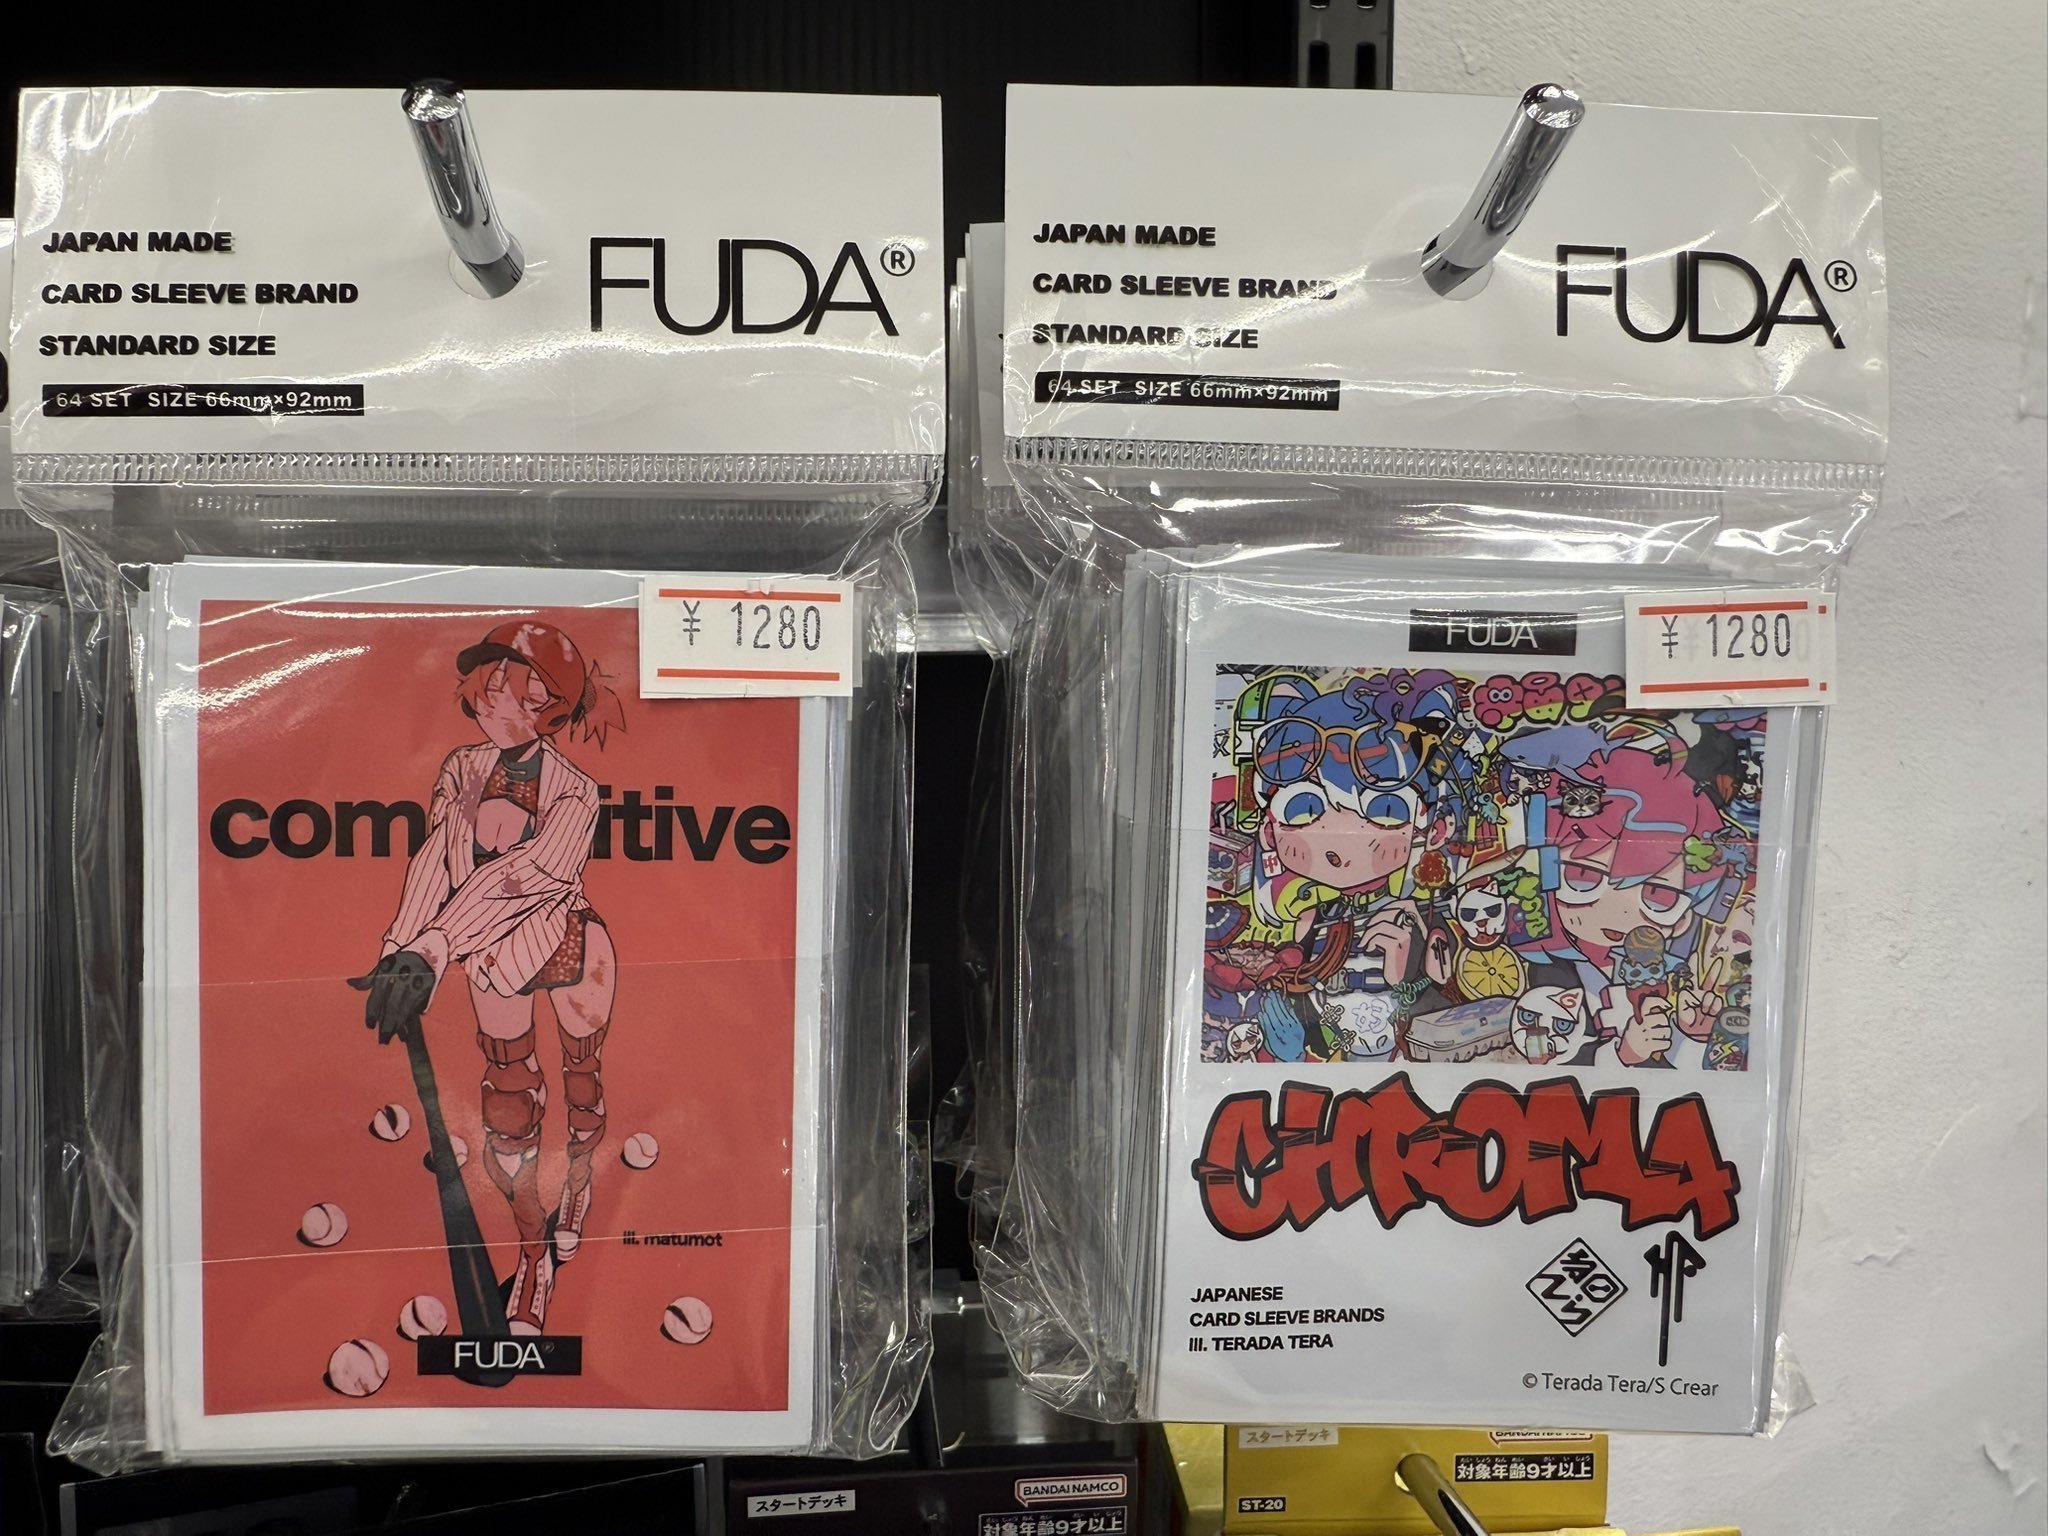 JAPAN MADE
CARD SLEEVE BRAND
STANDARD SIZE
64 SET SIZE 66mm×92mm
FUDA®
¥ 1280
com itive
ill. matumot
FUDA
JAPAN MADE
CARD SLEEVE BRAND
STANDARD SIZE
64 SET SIZE 66mm×92mm
FUDA®
FUDA
¥ 1280
CHROMA
JAPANESE
CARD SLEEVE BRANDS
ill. TERADA TERA
© Terada Tera/S Crear
スタートデッキ
BANDAI NAMCO
対象年齢9才以上
スタートデッキ
BANDAI NAMCO
対象年齢9才以上
ST-20